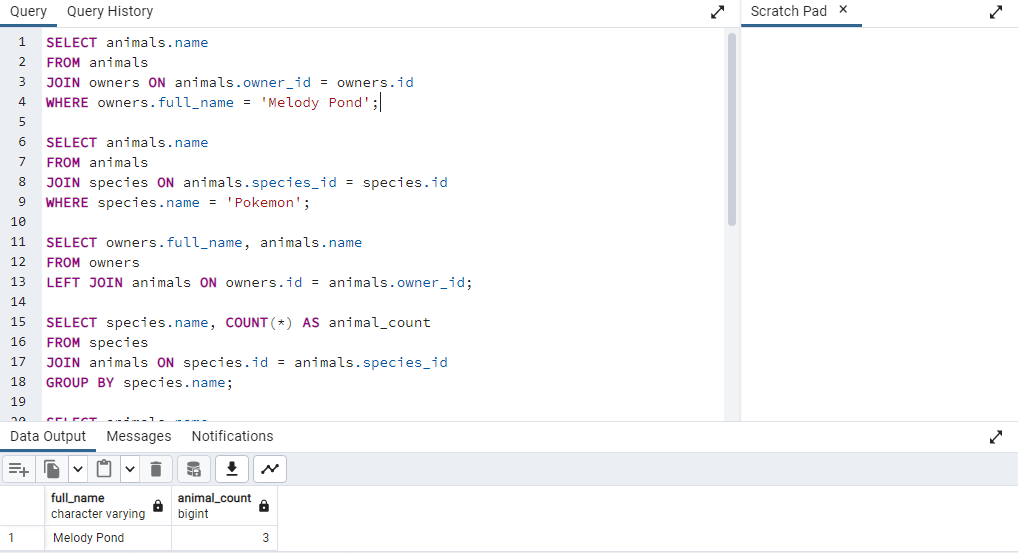 Query Query History
Scratch Pad ×
1 SELECT animals.name
2 FROM animals
3 JOIN owners ON animals.owner_id = owners.id
4 WHERE owners.full_name = 'Melody Pond';
5
6 SELECT animals.name
7 FROM animals
8 JOIN species ON animals.species_id = species.id
9 WHERE species.name = 'Pokemon';
10
11 SELECT owners.full_name, animals.name
12 FROM owners
13 LEFT JOIN animals ON owners.id = animals.owner_id;
14
15 SELECT species.name, COUNT(*) AS animal_count
16 FROM species
17 JOIN animals ON species.id = animals.species_id
18 GROUP BY species.name;
19
20 SELECT animals.name
Data Output Messages Notifications
full_name animal_count
character varying bigint
1 Melody Pond 3